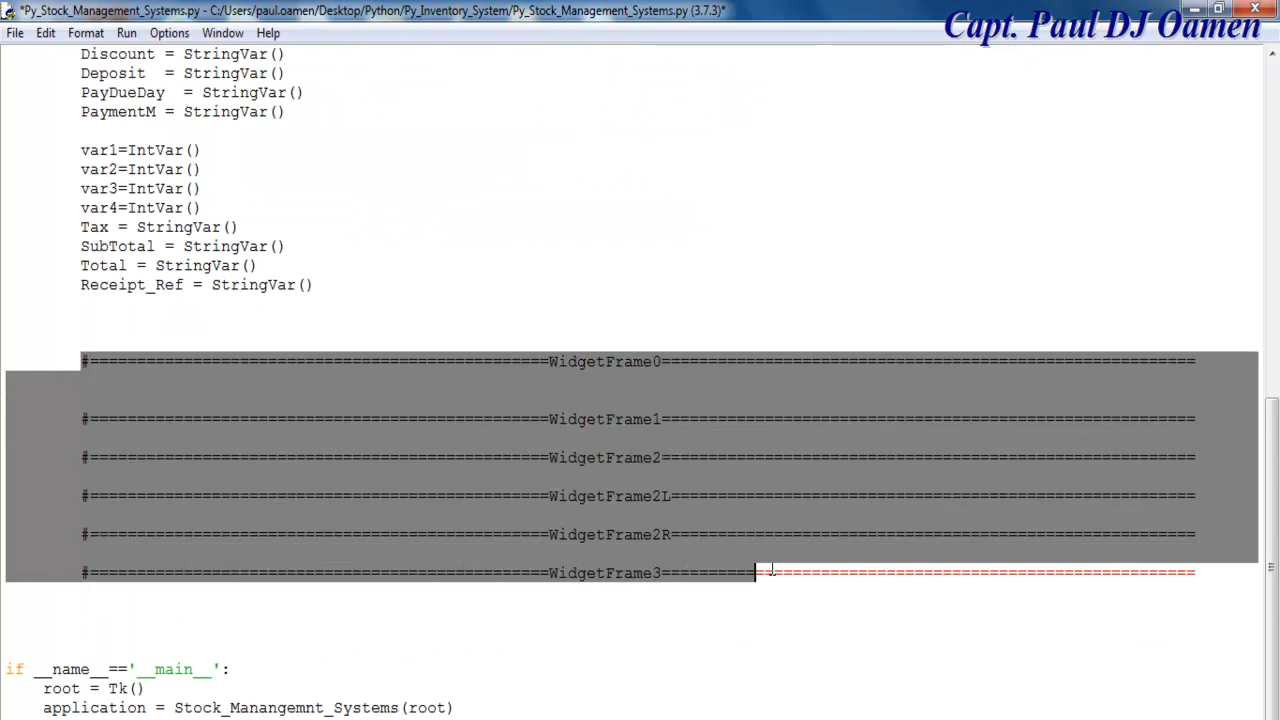 *Py_Stock_Management_Systems.py - C:/Users/paul.oamen/Desktop/Python/Py_Inventory_System/Py_Stock_Management_Systems.py (3.7.3)*
Capt. Paul DJ Oamen
File Edit Format Run Options Window Help
Discount = StringVar()
Deposit  = StringVar()
PayDueDay  = StringVar()
PaymentM = StringVar()
var1=IntVar()
var2=IntVar()
var3=IntVar()
var4=IntVar()
Tax = StringVar()
SubTotal = StringVar()
Total = StringVar()
Receipt_Ref = StringVar()
#=================================================WidgetFrame0=========================================================
#=================================================WidgetFrame1=========================================================
#=================================================WidgetFrame2=========================================================
#=================================================WidgetFrame2L========================================================
#=================================================WidgetFrame2R========================================================
#=================================================WidgetFrame3=========================================================
if __name__=='__main__':
root = Tk()
application = Stock_Manangemnt_Systems(root)